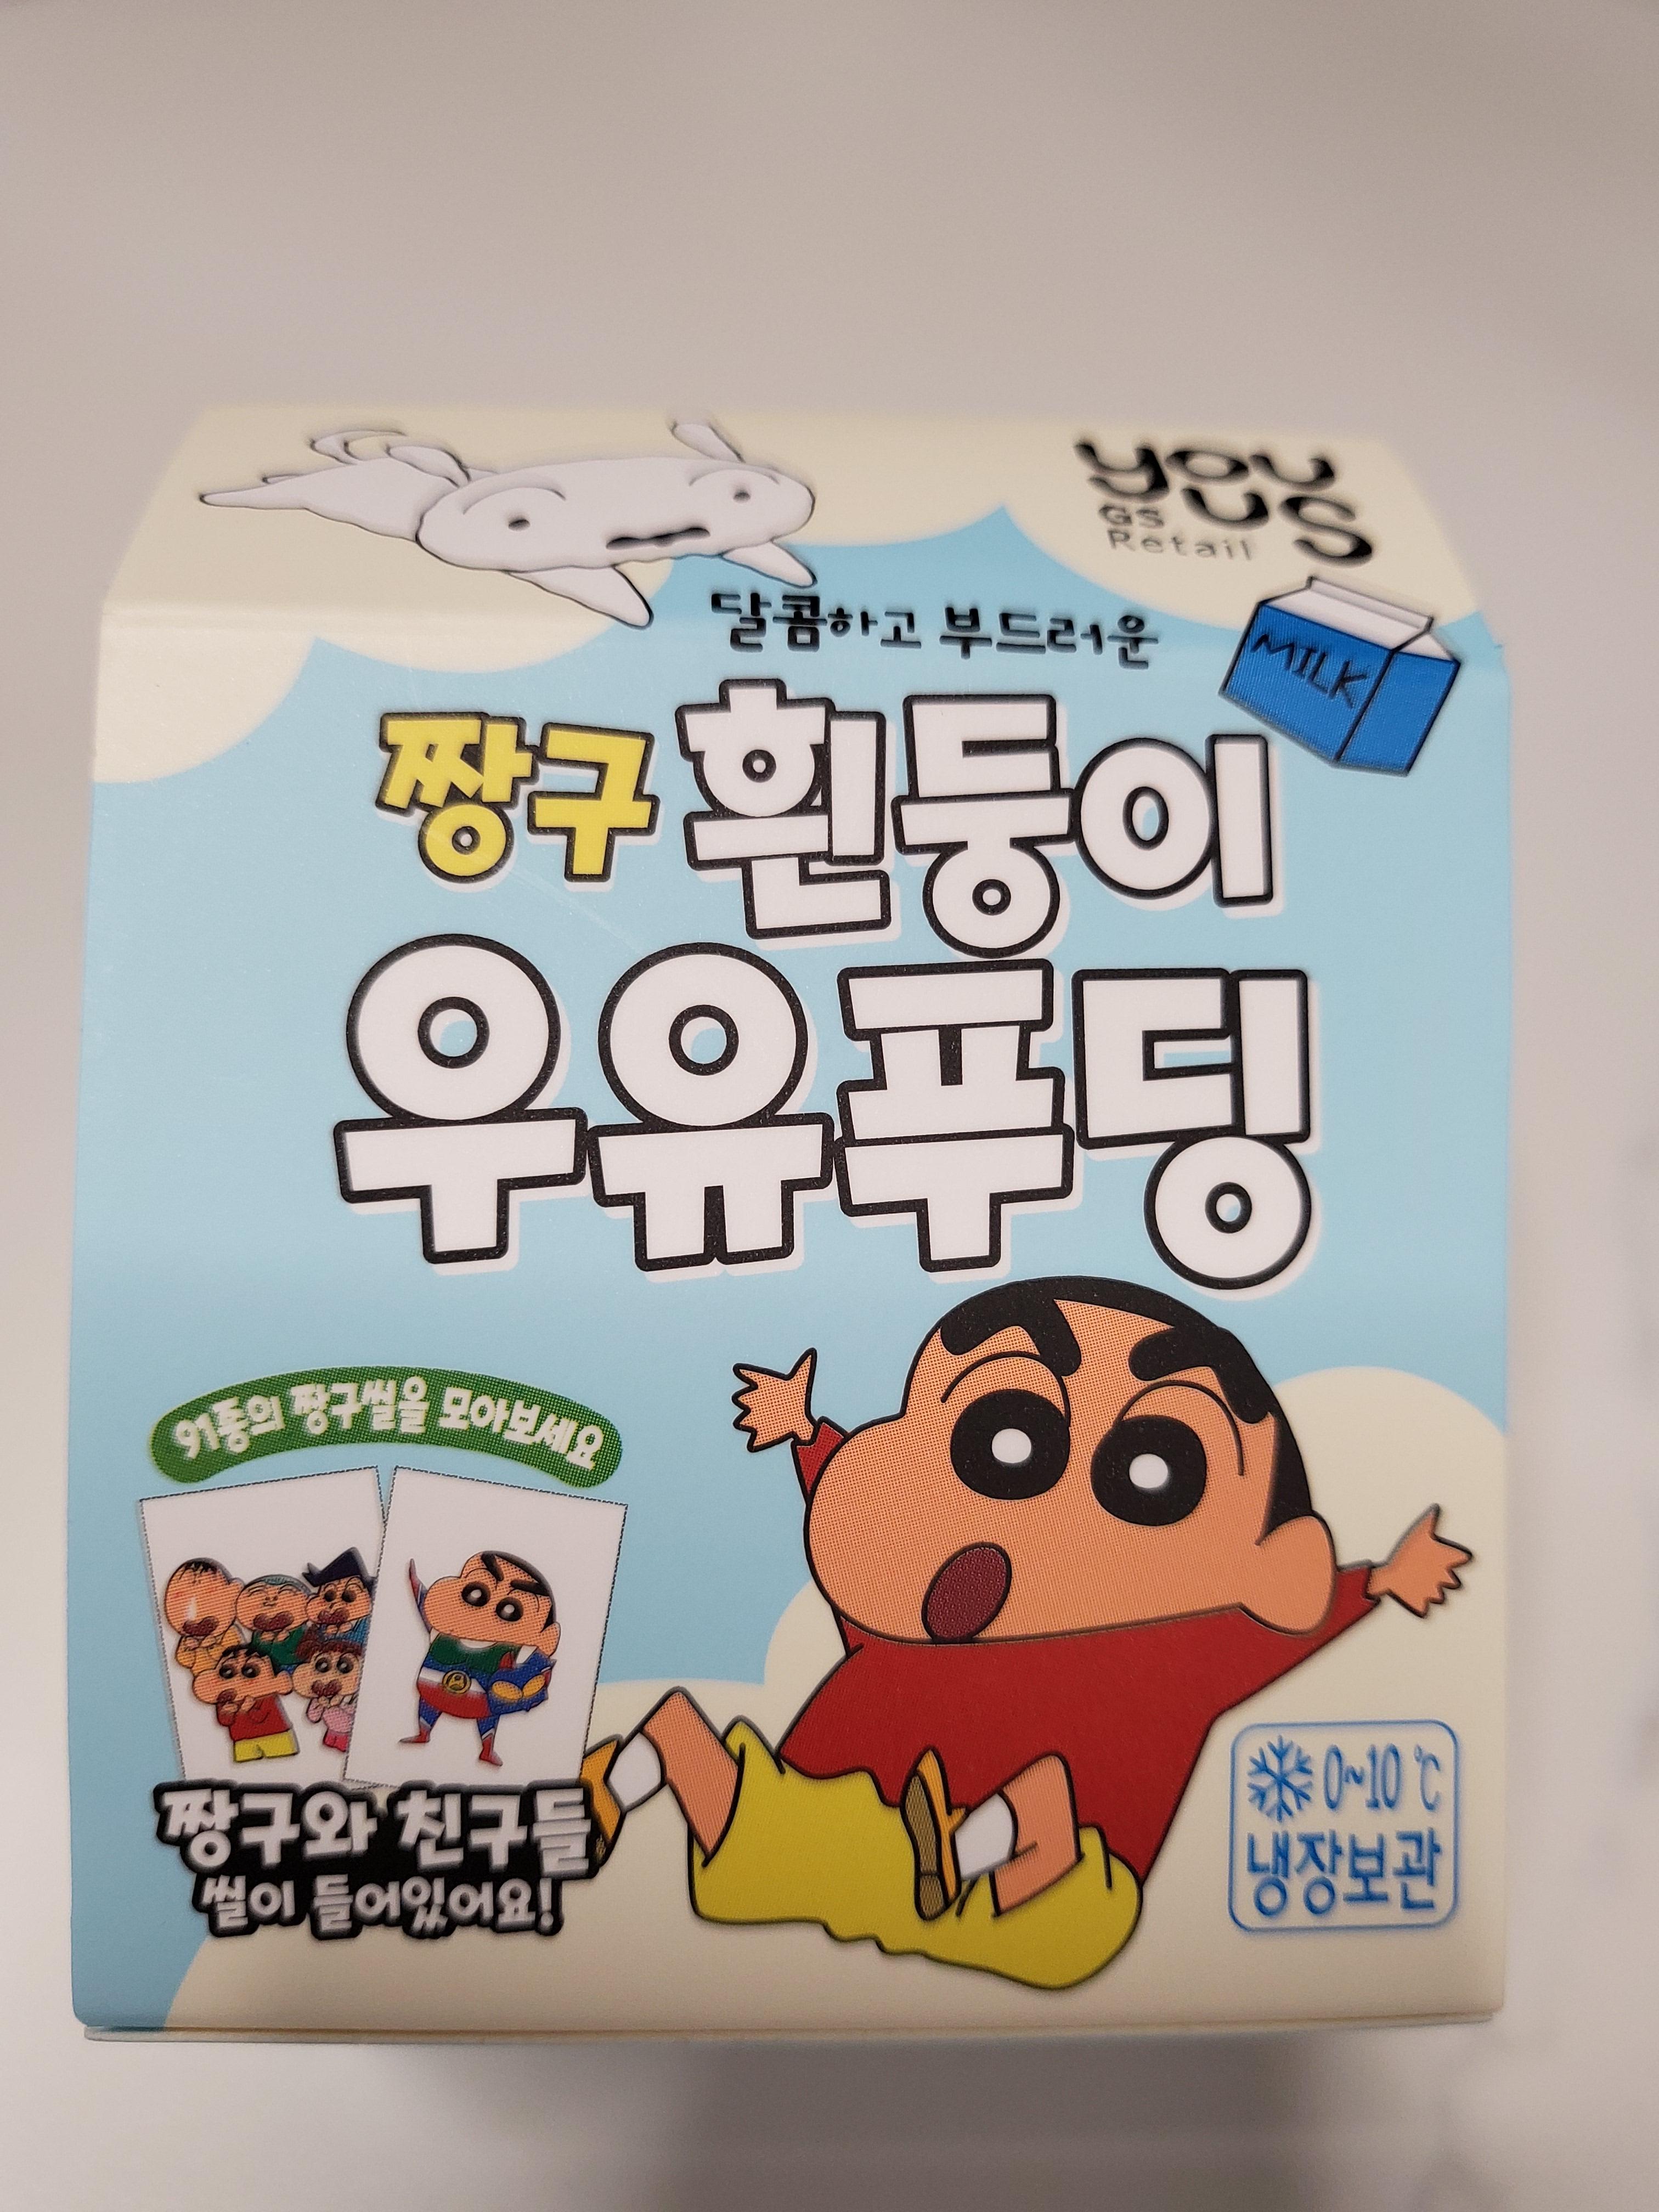 you
us
GS
Retail
달콤하고 부드러운
MILK
짱구 흰둥이
우유푸딩
91종의 짱구씰을 모아보세요
짱구와 친구들
씰이 들어있어요!
0~10 ℃
냉장보관